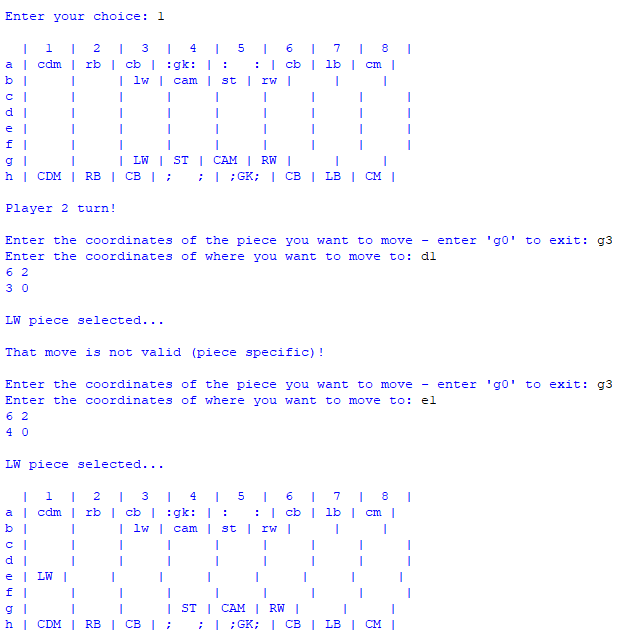 Enter your choice: 1
  |  1  |  2  |  3  |  4  |  5  |  6  |  7  |  8  |
a | cdm | rb | cb | :gk: | :   : | cb | lb | cm |
b |     |     | lw | cam | st | rw |     |     |
c |     |     |     |     |     |     |     |     |
d |     |     |     |     |     |     |     |     |
e |     |     |     |     |     |     |     |     |
f |     |     |     |     |     |     |     |     |
g |     |     | LW | ST | CAM | RW |     |     |
h | CDM | RB | CB | ;   ; | ;GK; | CB | LB | CM |
Player 2 turn!
Enter the coordinates of the piece you want to move - enter 'g0' to exit: g3
Enter the coordinates of where you want to move to: d1
6 2
3 0
LW piece selected...
That move is not valid (piece specific)!
Enter the coordinates of the piece you want to move - enter 'g0' to exit: g3
Enter the coordinates of where you want to move to: e1
6 2
4 0
LW piece selected...
  |  1  |  2  |  3  |  4  |  5  |  6  |  7  |  8  |
a | cdm | rb | cb | :gk: | :   : | cb | lb | cm |
b |     |     | lw | cam | st | rw |     |     |
c |     |     |     |     |     |     |     |     |
d |     |     |     |     |     |     |     |     |
e | LW |     |     |     |     |     |     |     |
f |     |     |     |     |     |     |     |     |
g |     |     |     | ST | CAM | RW |     |     |
h | CDM | RB | CB | ;   ; | ;GK; | CB | LB | CM |